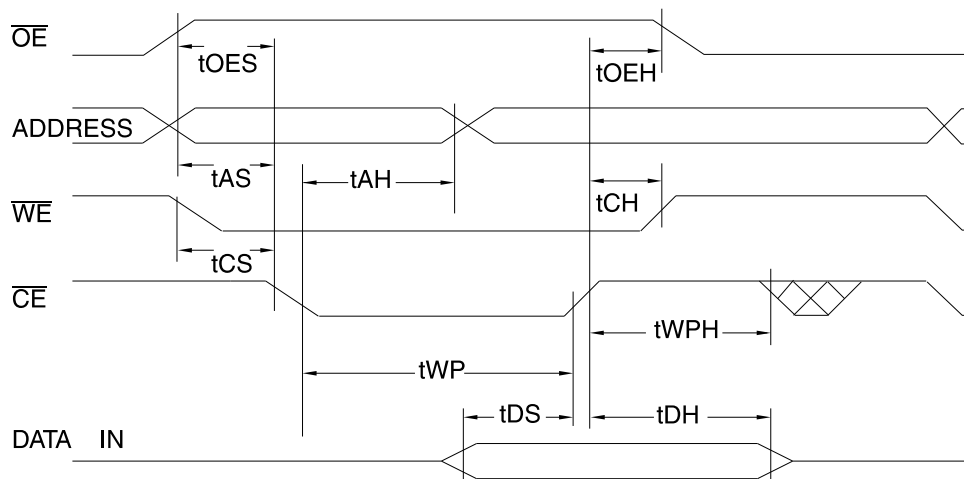 OE
tOES
tOEH
ADDRESS
tAS
tAH
tCH
WE
tCS
CE
tWPH
tWP
tDS
tDH
DATA IN